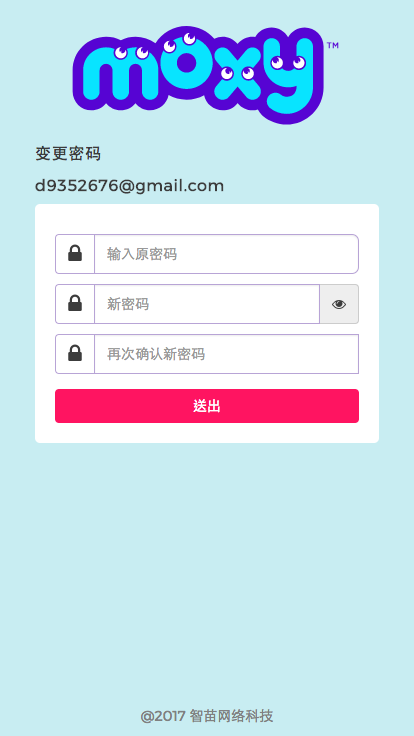 moxy™
变更密码
d9352676@gmail.com
输入原密码
新密码
再次确认新密码
送出
@2017 智苗网络科技